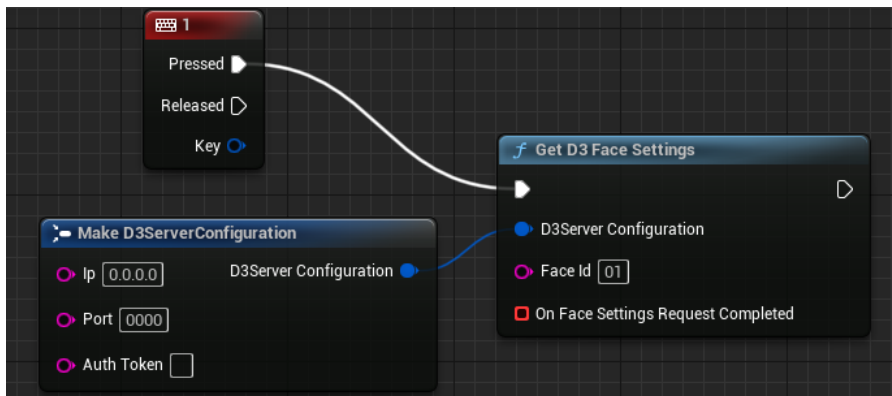 1
Pressed
Released
Key
Get D3 Face Settings
D3Server Configuration
Face Id 01
On Face Settings Request Completed
Make D3ServerConfiguration
Ip 0.0.0.0 D3Server Configuration
Port 0000
Auth Token